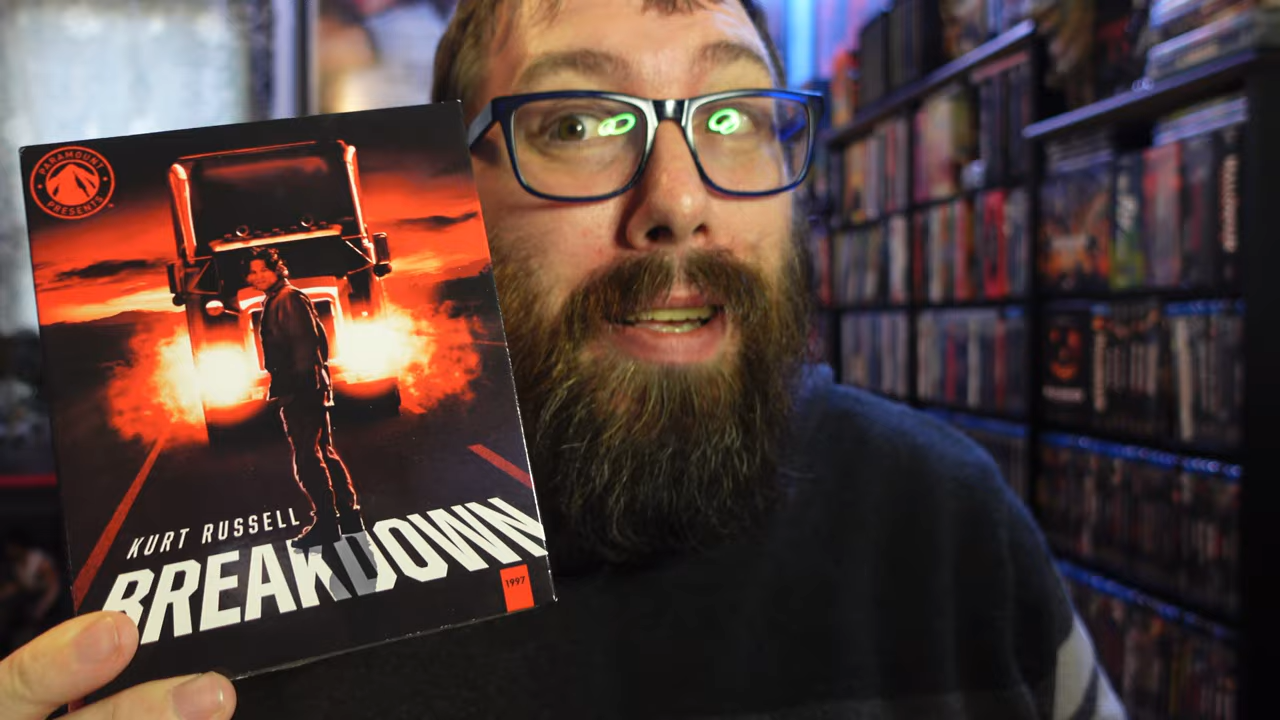 PARAMOUNT
PRESENTS
KURT RUSSELL
BREAKDOWN
1997